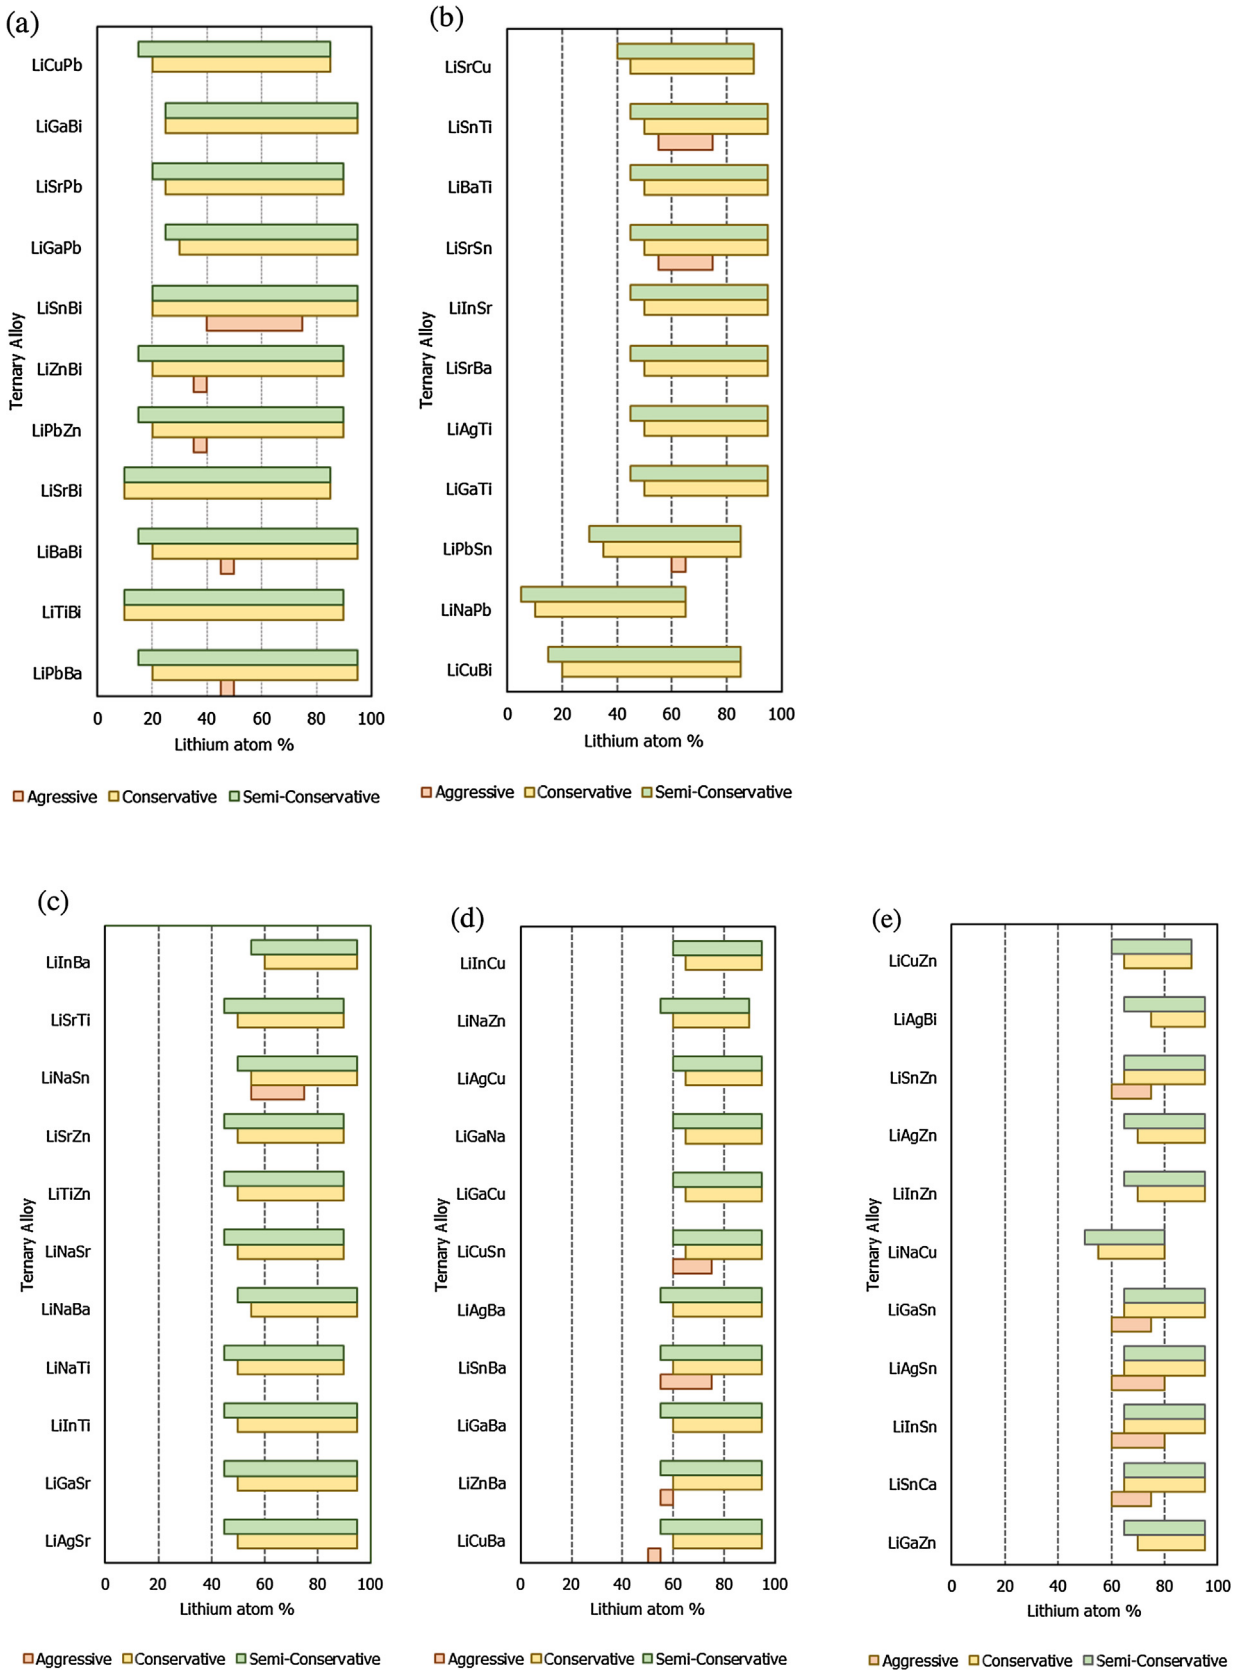 (a)
LiCuPb
LiGaBi
LiSrPb
LiGaPb
LiSnBi
LiZnBi
LiPbZn
LiSrBi
LiBaBi
LiTiBi
LiPbBa
Ternary Alloy
0 20 40 60 80 100
Lithium atom %
Agressive Conservative Semi-Conservative
(b)
LiSrCu
LiSnTi
LiBaTi
LiSrSn
LiInSr
LiSrBa
LiAgTi
LiGaTi
LiPbSn
LiNaPb
LiCuBi
Ternary Alloy
0 20 40 60 80 100
Lithium atom %
Aggressive Conservative Semi-Conservative
(c)
LiInBa
LiSrTi
LiNaSn
LiSrZn
LiTiZn
LiNaSr
LiNaBa
LiNaTi
LiInTi
LiGaSr
LiAgSr
Ternary Alloy
0 20 40 60 80 100
Lithium atom %
Aggressive Conservative Semi-Conservative
(d)
LiInCu
LiNaZn
LiAgCu
LiGaNa
LiGaCu
LiCuSn
LiAgBa
LiSnBa
LiGaBa
LiZnBa
LiCuBa
Ternary Alloy
0 20 40 60 80 100
Lithium atom %
Aggressive Conservative Semi-Conservative
(e)
LiCuZn
LiAgBi
LiSnZn
LiAgZn
LiInZn
LiNaCu
LiGaSn
LiAgSn
LiInSn
LiSnCa
LiGaZn
Ternary Alloy
0 20 40 60 80 100
Lithium atom %
Aggressive Conservative Semi-Conservative